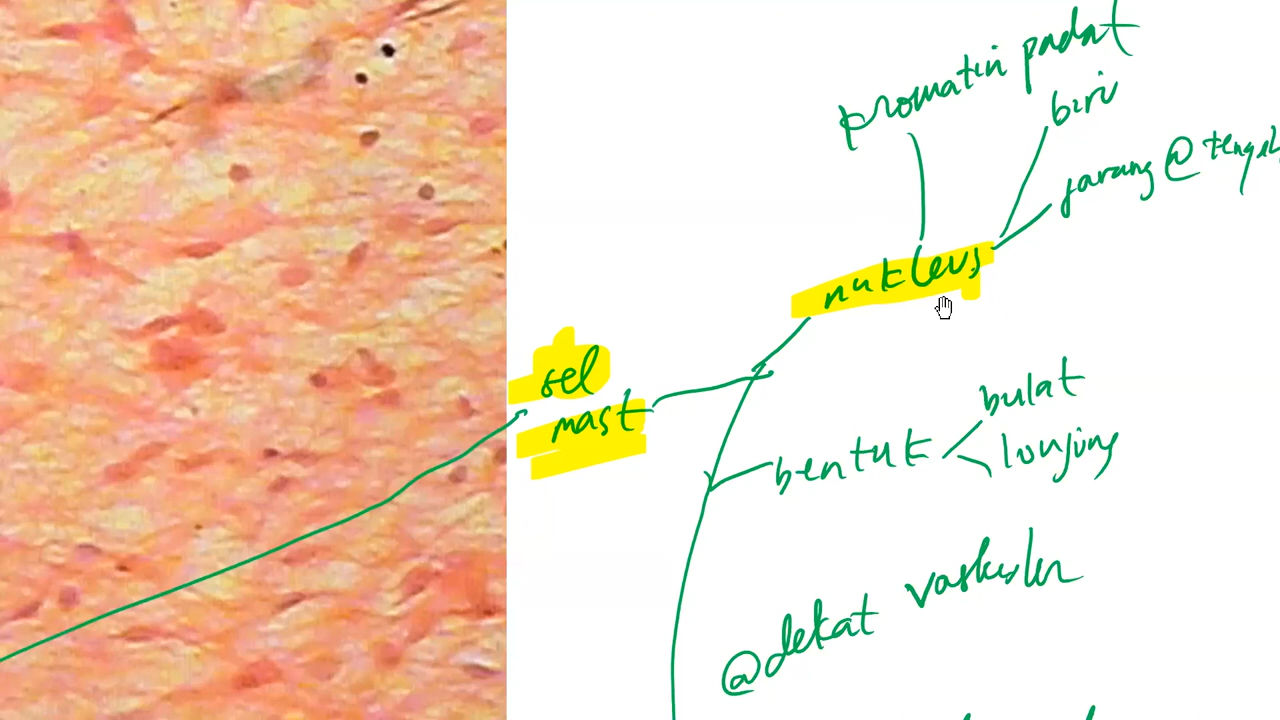 kromatin padat
biru
jarang @ tengah
nukleus
sel
mast
bulat
bentuk
lonjong
@dekat vaskuler